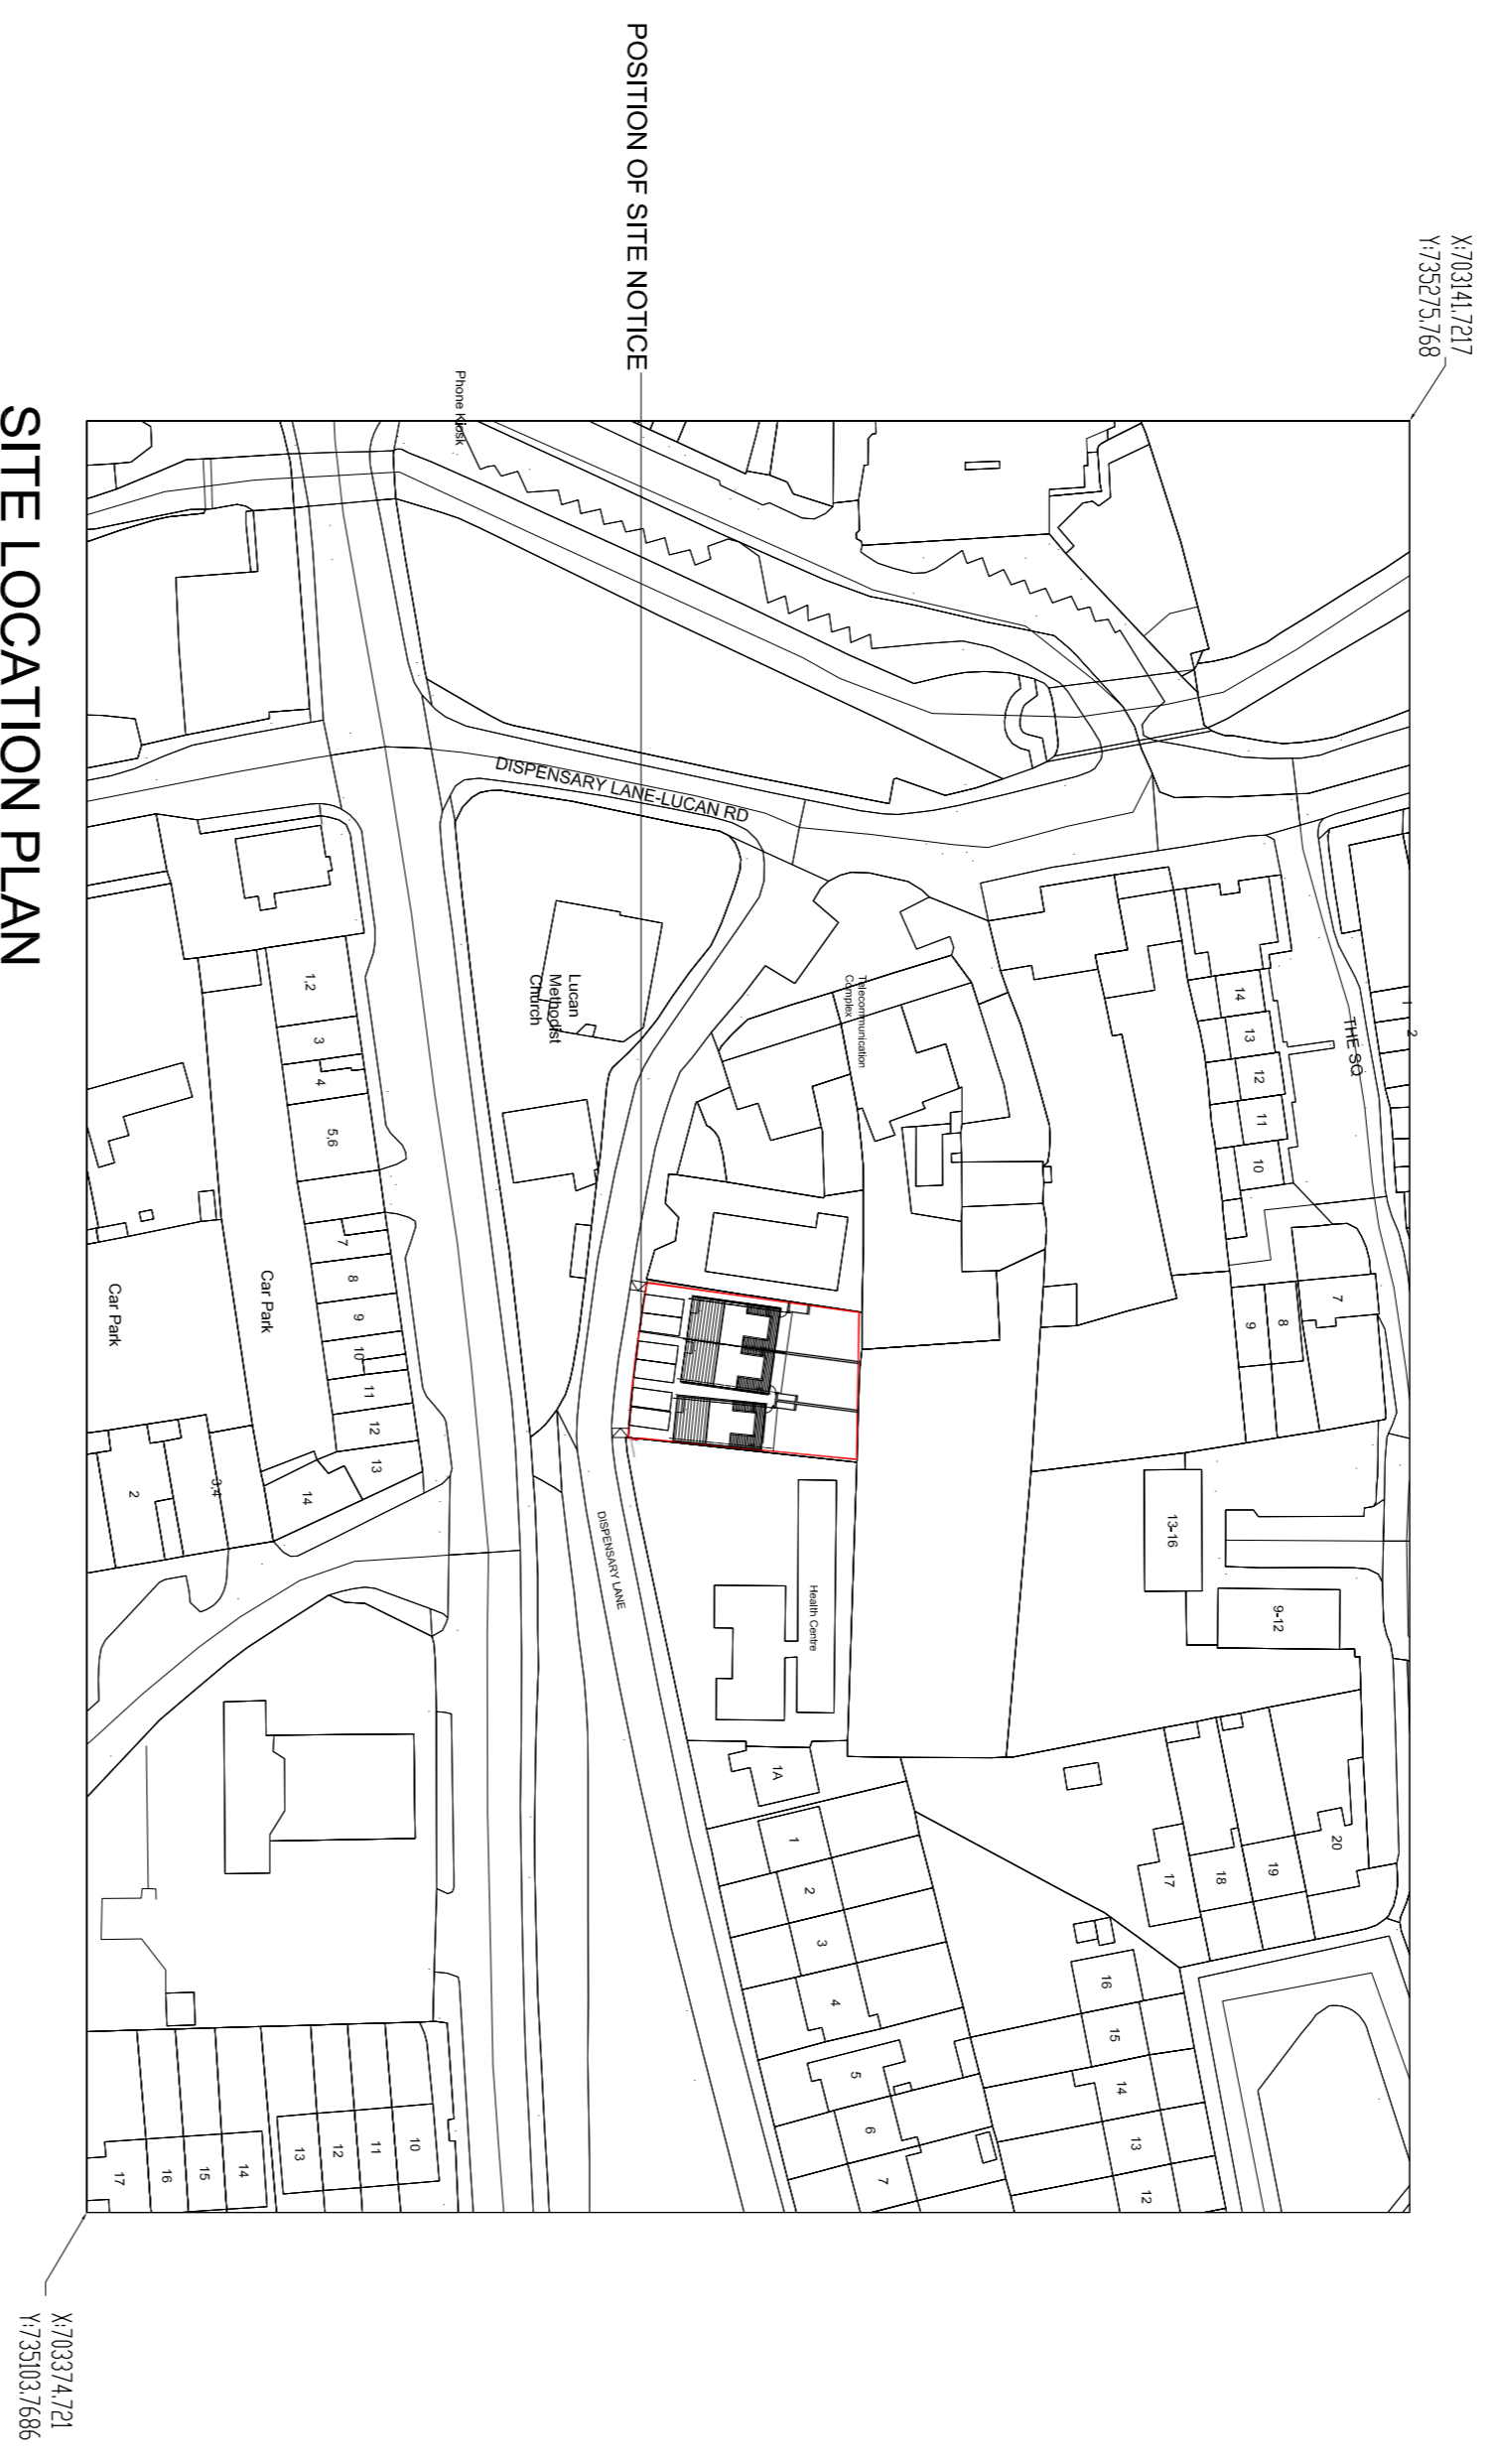 X:703141.7217
Y:735275.768
POSITION OF SITE NOTICE
Phone Kiosk
DISPENSARY LANE-LUCAN RD
THE SQ
1
2
14
13
12
11
10
9
8
7
Telecommunication
Complex
Lucan
Methodist
Church
1,2
3
4
5,6
7
8
9
10
11
12
13
14
Car Park
Car Park
3,4
2
DISPENSARY LANE
Health Centre
13-16
9-12
1A
1
2
3
4
5
6
7
20
19
18
17
16
15
14
13
12
10
11
12
13
14
15
16
17
SITE LOCATION PLAN
X:703374.721
Y:735103.7686